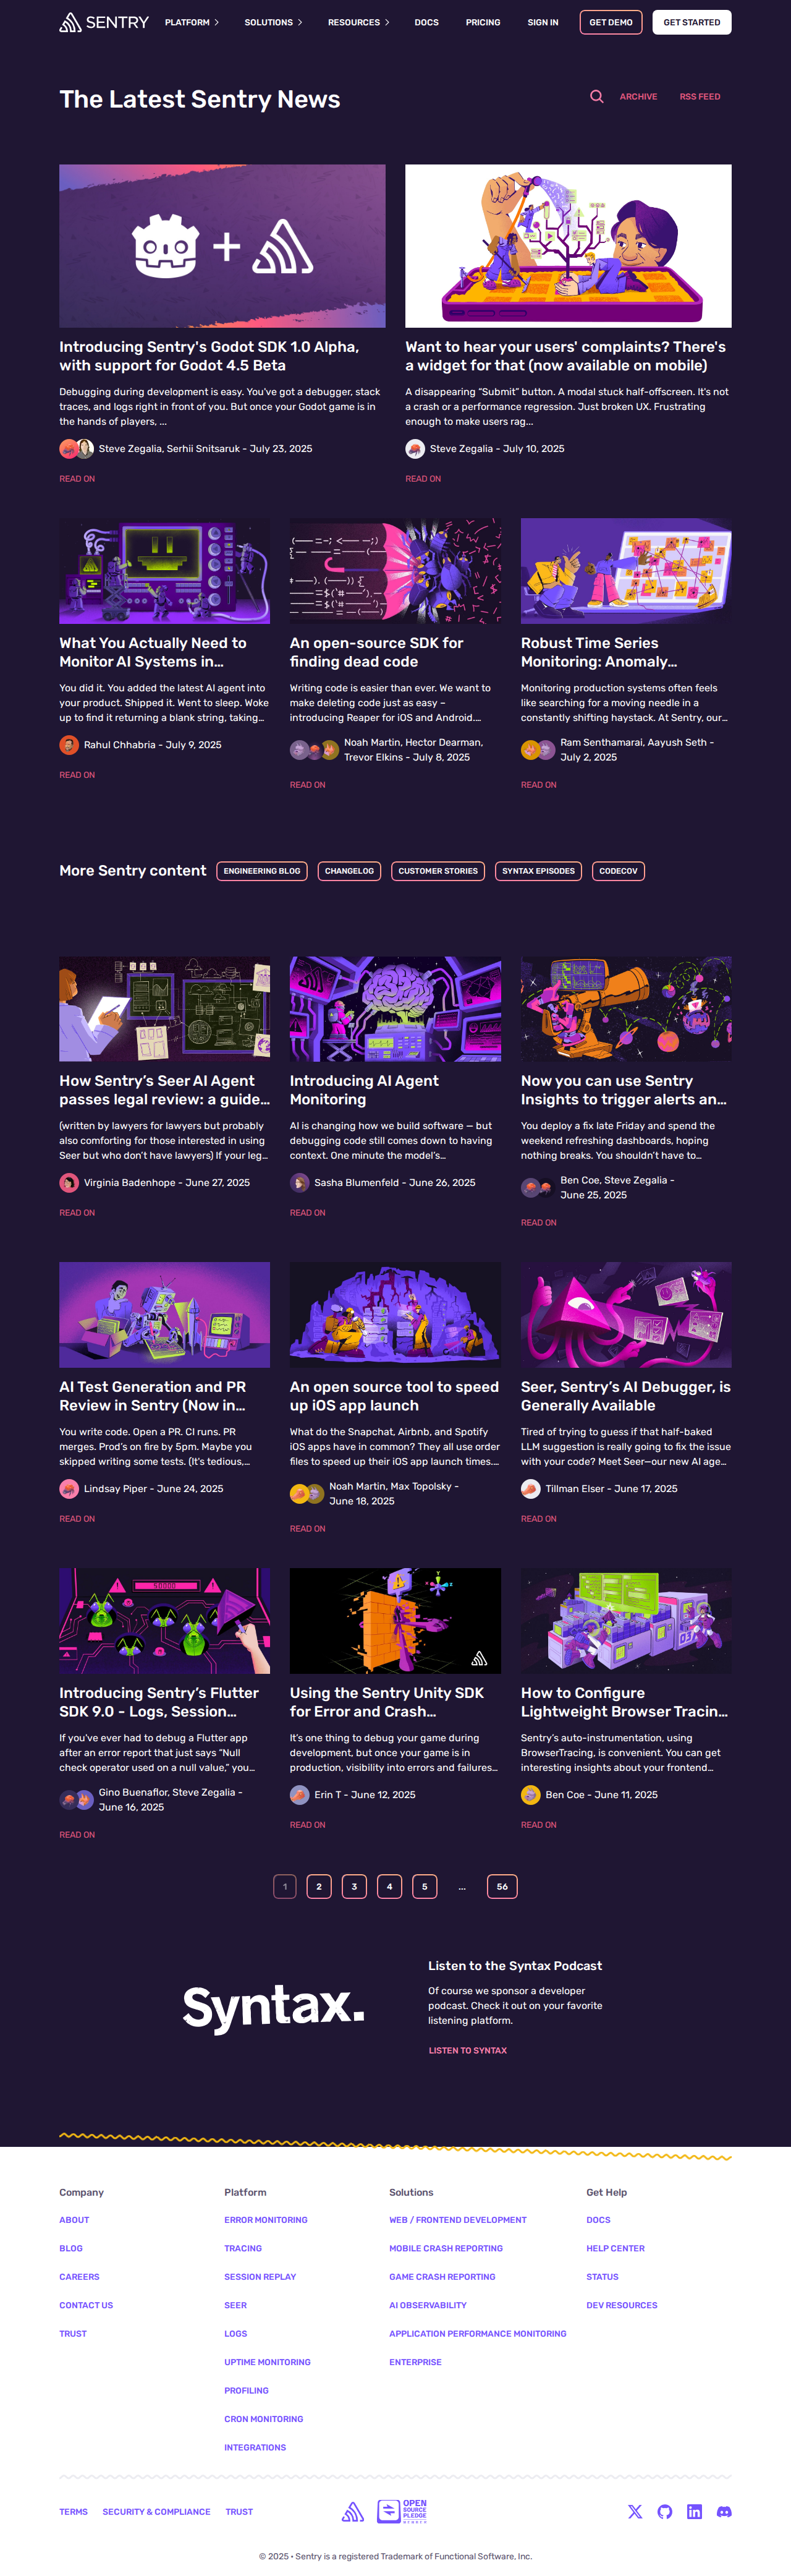 SENTRY
PLATFORM
SOLUTIONS
RESOURCES
DOCS
PRICING
SIGN IN
GET DEMO
GET STARTED
The Latest Sentry News
ARCHIVE
RSS FEED
Introducing Sentry's Godot SDK 1.0 Alpha,
with support for Godot 4.5 Beta
Debugging during development is easy. You've got a debugger, stack
traces, and logs right in front of you. But once your Godot game is in
the hands of players, ...
Steve Zegalia, Serhii Snitsaruk - July 23, 2025
READ ON
Want to hear your users' complaints? There's
a widget for that (now available on mobile)
A disappearing “Submit” button. A modal stuck half-offscreen. It's not
a crash or a performance regression. Just broken UX. Frustrating
enough to make users rag...
Steve Zegalia - July 10, 2025
READ ON
What You Actually Need to
Monitor AI Systems in…
You did it. You added the latest AI agent into
your product. Shipped it. Went to sleep. Woke
up to find it returning a blank string, taking…
Rahul Chhabria - July 9, 2025
READ ON
An open-source SDK for
finding dead code
Writing code is easier than ever. We want to
make deleting code just as easy –
introducing Reaper for iOS and Android.…
Noah Martin, Hector Dearman,
Trevor Elkins - July 8, 2025
READ ON
Robust Time Series
Monitoring: Anomaly…
Monitoring production systems often feels
like searching for a moving needle in a
constantly shifting haystack. At Sentry, our…
Ram Senthamarai, Aayush Seth -
July 2, 2025
READ ON
More Sentry content
ENGINEERING BLOG
CHANGELOG
CUSTOMER STORIES
SYNTAX EPISODES
CODECOV
How Sentry’s Seer AI Agent
passes legal review: a guide…
(written by lawyers for lawyers but probably
also comforting for those interested in using
Seer but who don’t have lawyers) If your leg…
Virginia Badenhope - June 27, 2025
READ ON
Introducing AI Agent
Monitoring
AI is changing how we build software — but
debugging code still comes down to having
context. One minute the model’s…
Sasha Blumenfeld - June 26, 2025
READ ON
Now you can use Sentry
Insights to trigger alerts an…
You deploy a fix late Friday and spend the
weekend refreshing dashboards, hoping
nothing breaks. You shouldn’t have to…
Ben Coe, Steve Zegalia -
June 25, 2025
READ ON
AI Test Generation and PR
Review in Sentry (Now in…
You write code. Open a PR. CI runs. PR
merges. Prod’s on fire by 5pm. Maybe you
skipped writing some tests. (It’s tedious,…
Lindsay Piper - June 24, 2025
READ ON
An open source tool to speed
up iOS app launch
What do the Snapchat, Airbnb, and Spotify
iOS apps have in common? They all use order
files to speed up their iOS app launch times.…
Noah Martin, Max Topolsky -
June 18, 2025
READ ON
Seer, Sentry’s AI Debugger, is
Generally Available
Tired of trying to guess if that half-baked
LLM suggestion is really going to fix the issue
with your code? Meet Seer—our new AI age…
Tillman Elser - June 17, 2025
READ ON
Introducing Sentry’s Flutter
SDK 9.0 - Logs, Session…
If you’ve ever had to debug a Flutter app
after an error report that just says “Null
check operator used on a null value,” you…
Gino Buenaflor, Steve Zegalia -
June 16, 2025
READ ON
Using the Sentry Unity SDK
for Error and Crash…
It’s one thing to debug your game during
development, but once your game is in
production, visibility into errors and failures…
Erin T - June 12, 2025
READ ON
How to Configure
Lightweight Browser Tracin…
Sentry’s auto-instrumentation, using
BrowserTracing, is convenient. You can get
interesting insights about your frontend…
Ben Coe - June 11, 2025
READ ON
1
2
3
4
5
...
56
Syntax.
Listen to the Syntax Podcast
Of course we sponsor a developer
podcast. Check it out on your favorite
listening platform.
LISTEN TO SYNTAX
Company
ABOUT
BLOG
CAREERS
CONTACT US
TRUST
Platform
ERROR MONITORING
TRACING
SESSION REPLAY
SEER
LOGS
UPTIME MONITORING
PROFILING
CRON MONITORING
INTEGRATIONS
Solutions
WEB / FRONTEND DEVELOPMENT
MOBILE CRASH REPORTING
GAME CRASH REPORTING
AI OBSERVABILITY
APPLICATION PERFORMANCE MONITORING
ENTERPRISE
Get Help
DOCS
HELP CENTER
STATUS
DEV RESOURCES
TERMS
SECURITY & COMPLIANCE
TRUST
OPEN
SOURCE
PLEDGE
MEMBER
© 2025 • Sentry is a registered Trademark of Functional Software, Inc.